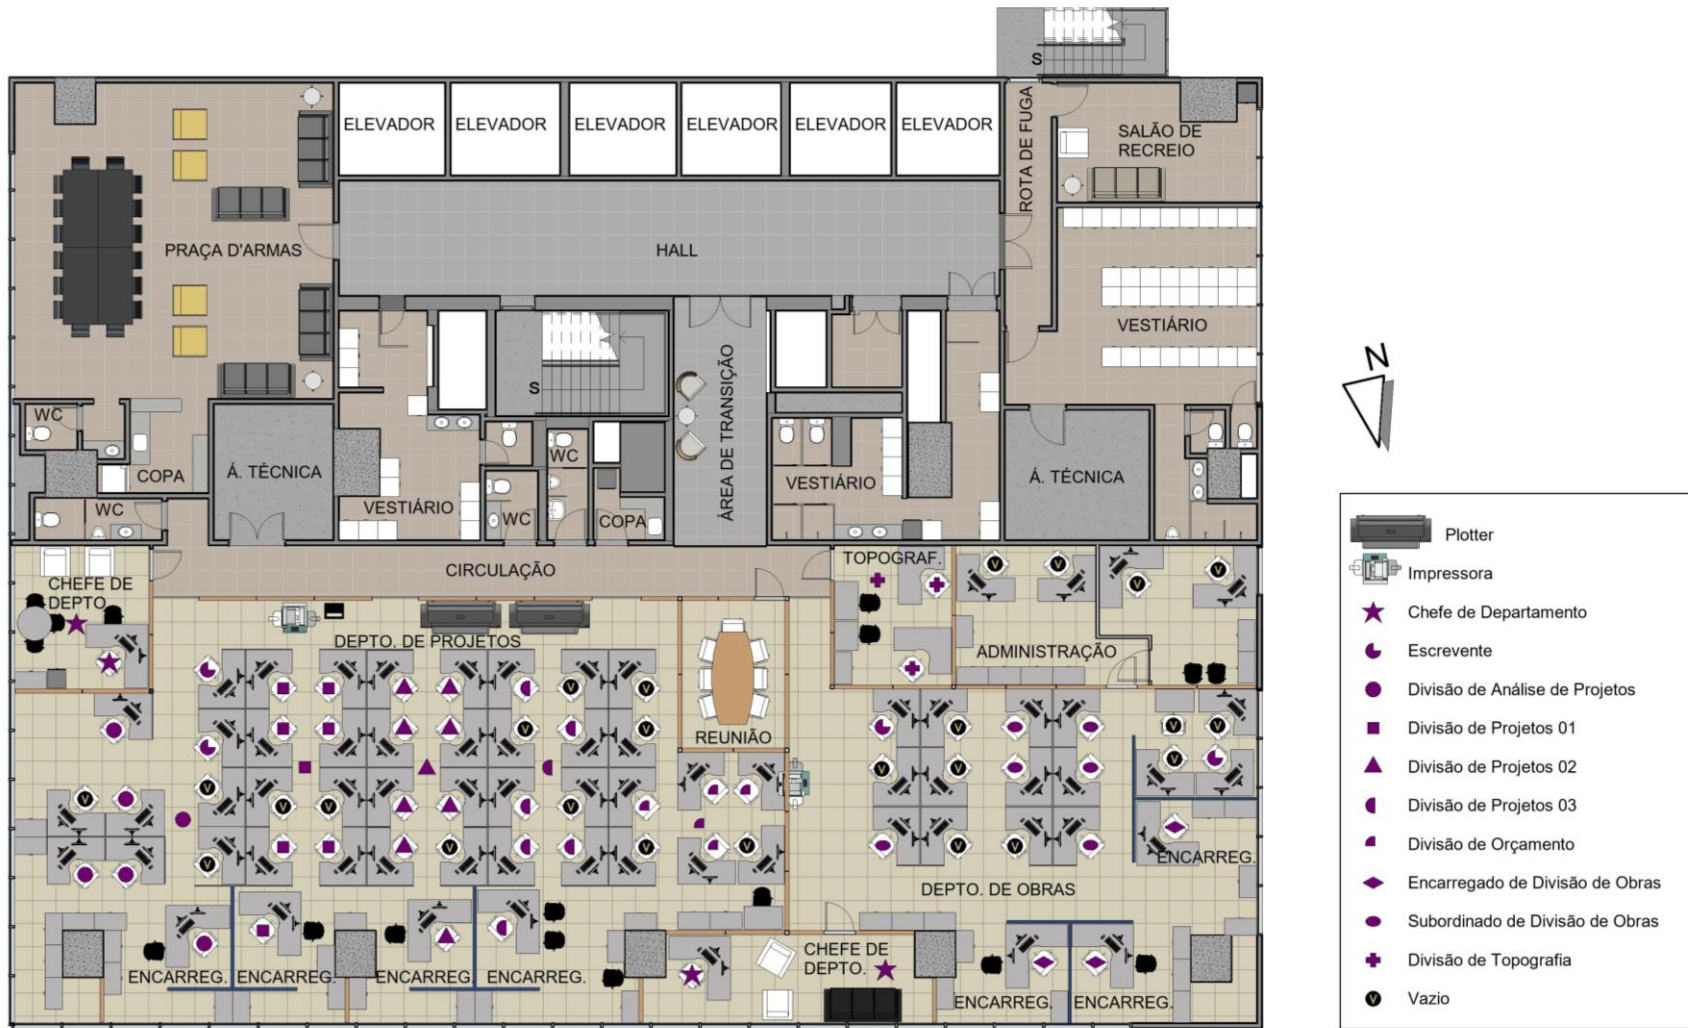 S
ELEVADOR
ELEVADOR
ELEVADOR
ELEVADOR
ELEVADOR
ELEVADOR
ROTA DE FUGA
SALÃO DE
RECREIO
PRAÇA D'ARMAS
HALL
VESTIÁRIO
S
ÁREA DE TRANSIÇÃO
N
WC
COPA
Á. TÉCNICA
WC
VESTIÁRIO
WC
WC
COPA
VESTIÁRIO
Á. TÉCNICA
CIRCULAÇÃO
CHEFE DE
DEPTO.
TOPOGRAF.
DEPTO. DE PROJETOS
ADMINISTRAÇÃO
REUNIÃO
ENCARREG.
DEPTO. DE OBRAS
CHEFE DE
DEPTO.
ENCARREG.
ENCARREG.
ENCARREG.
ENCARREG.
ENCARREG.
ENCARREG.
Plotter
Impressora
Chefe de Departamento
Escrevente
Divisão de Análise de Projetos
Divisão de Projetos 01
Divisão de Projetos 02
Divisão de Projetos 03
Divisão de Orçamento
Encarregado de Divisão de Obras
Subordinado de Divisão de Obras
Divisão de Topografia
V Vazio